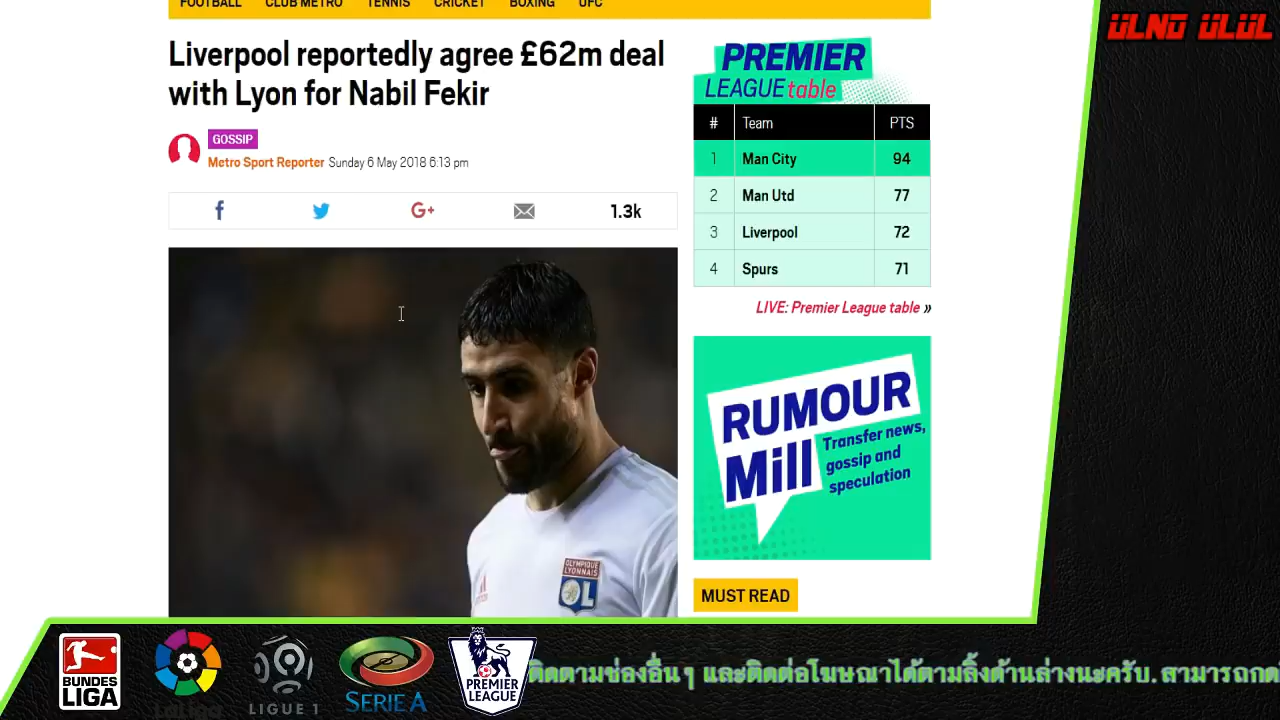 FOOTBALL CLUB METRO TENNIS CRICKET BOXING UFC
Liverpool reportedly agree £62m deal
with Lyon for Nabil Fekir
GOSSIP
Metro Sport Reporter Sunday 6 May 2018 6:13 pm
f G+ 1.3k
OLYMPIQUE
LYONNAIS
OL
PREMIER
LEAGUE table
# Team PTS
1 Man City 94
2 Man Utd 77
3 Liverpool 72
4 Spurs 71
LIVE: Premier League table »
RUMOUR
Mill
Transfer news,
gossip and
speculation
MUST READ
BUNDES
LIGA
LaLiga
LIGUE 1
SERIE A
PREMIER
LEAGUE
ติดตามช่องอื่นๆ และติดต่อโฆษณาได้ตามลิ้งด้านล่างนะครับ. สามารถกด